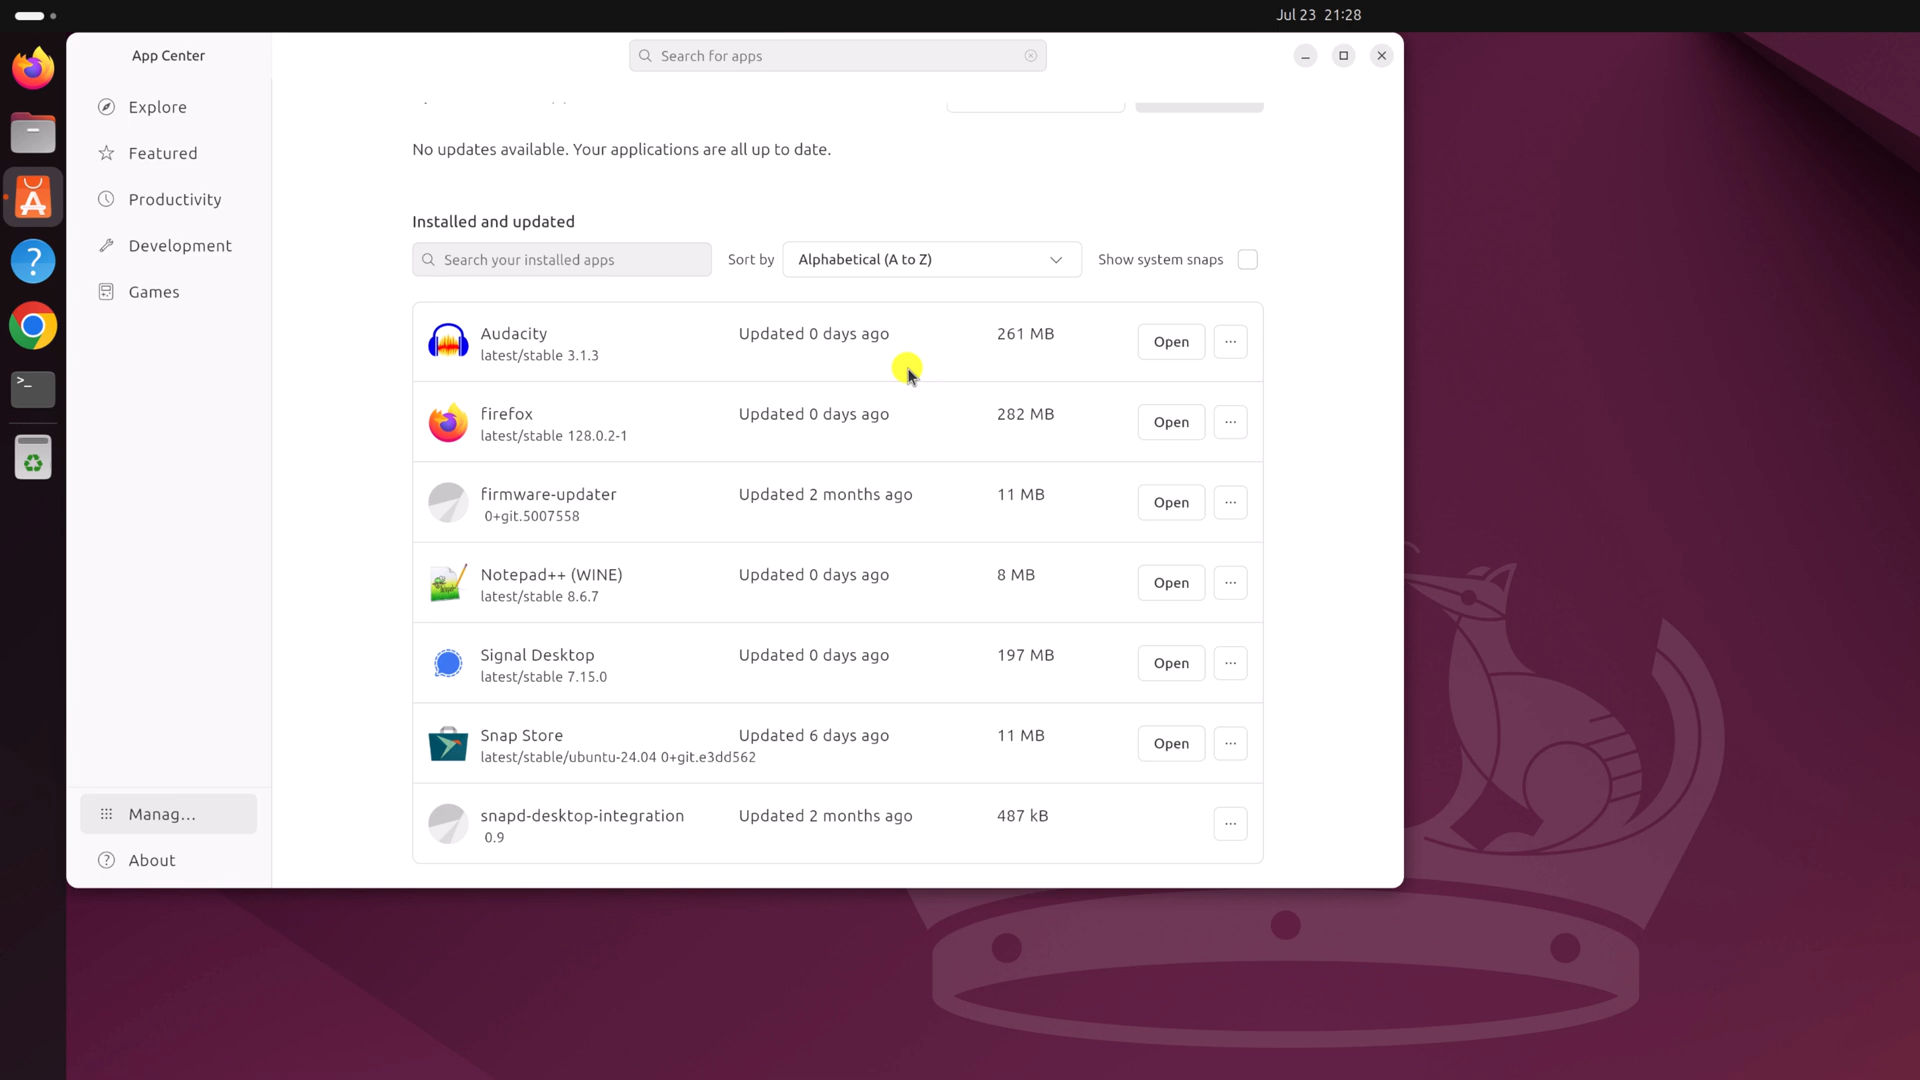 Jul 23 21:28
App Center
Search for apps
Explore
Featured
Productivity
Development
Games
Manag...
About
No updates available. Your applications are all up to date.
Installed and updated
Search your installed apps
Sort by
Alphabetical (A to Z)
Show system snaps
Audacity Updated 0 days ago 261 MB Open
latest/stable 3.1.3
firefox Updated 0 days ago 282 MB Open
latest/stable 128.0.2-1
firmware-updater Updated 2 months ago 11 MB Open
0+git.5007558
Notepad++ (WINE) Updated 0 days ago 8 MB Open
latest/stable 8.6.7
Signal Desktop Updated 0 days ago 197 MB Open
latest/stable 7.15.0
Snap Store Updated 6 days ago 11 MB Open
latest/stable/ubuntu-24.04 0+git.e3dd562
snapd-desktop-integration Updated 2 months ago 487 kB
0.9